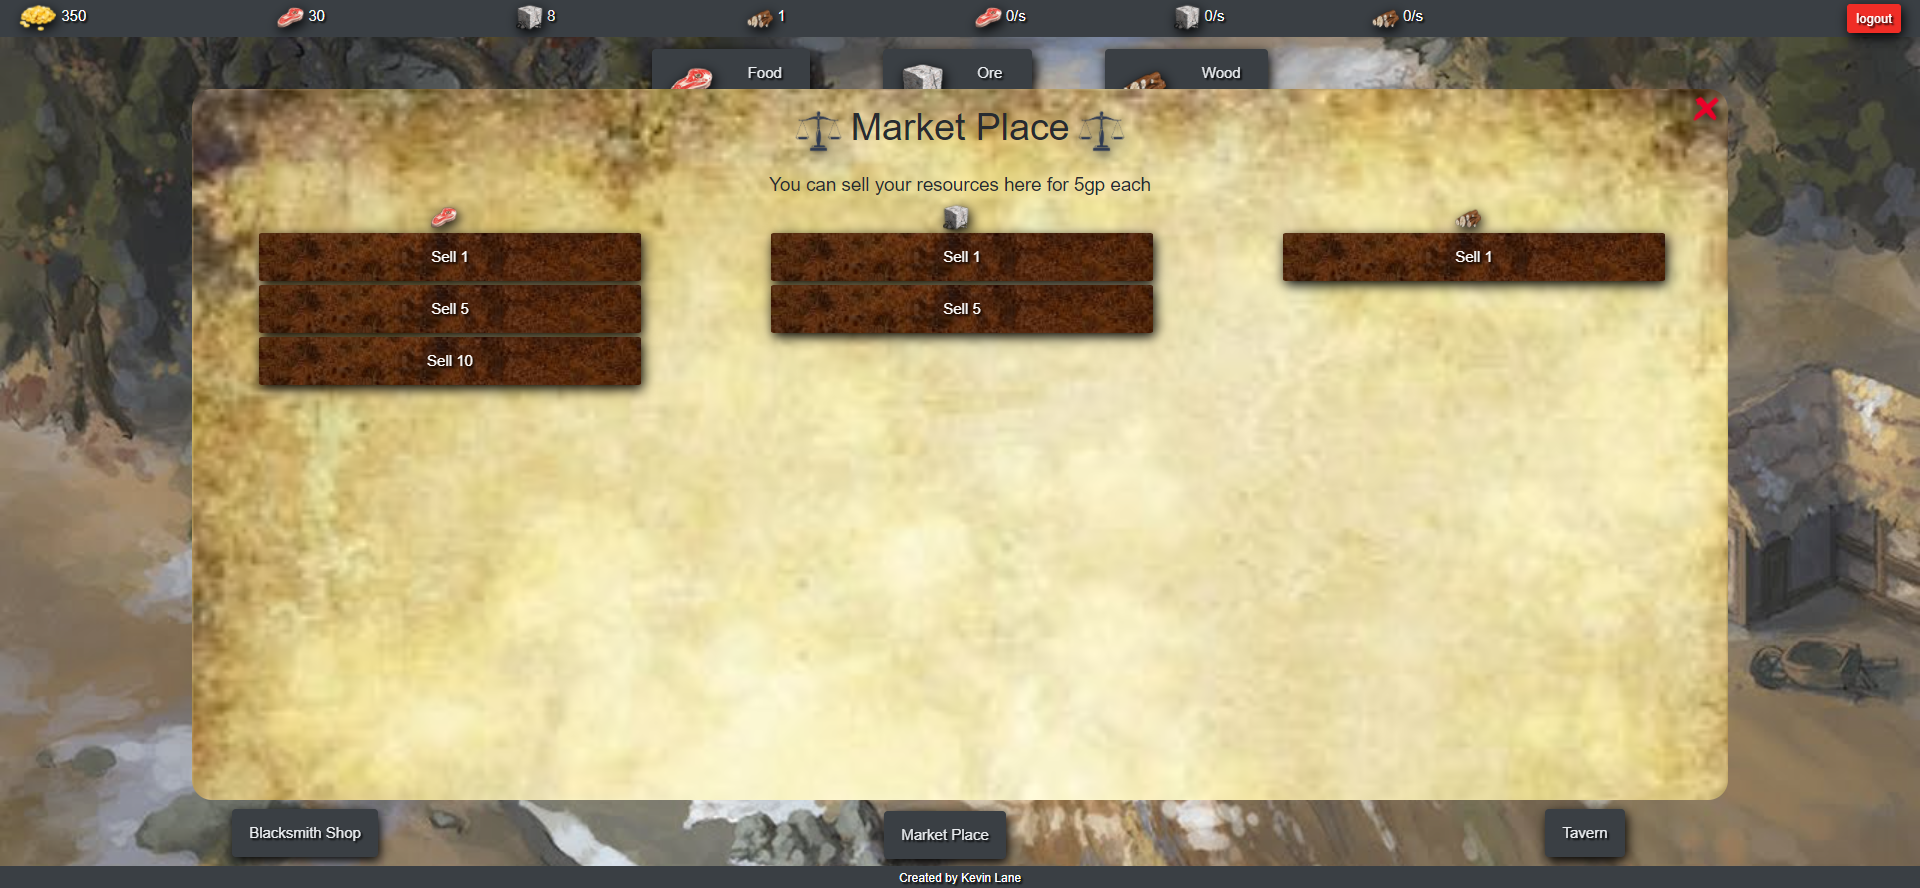 350 30 8 1 0/s 0/s 0/s logout
Food Ore Wood
Market Place
You can sell your resources here for 5gp each
Sell 1 Sell 1 Sell 1
Sell 5 Sell 5
Sell 10
Blacksmith Shop Market Place Tavern
Created by Kevin Lane